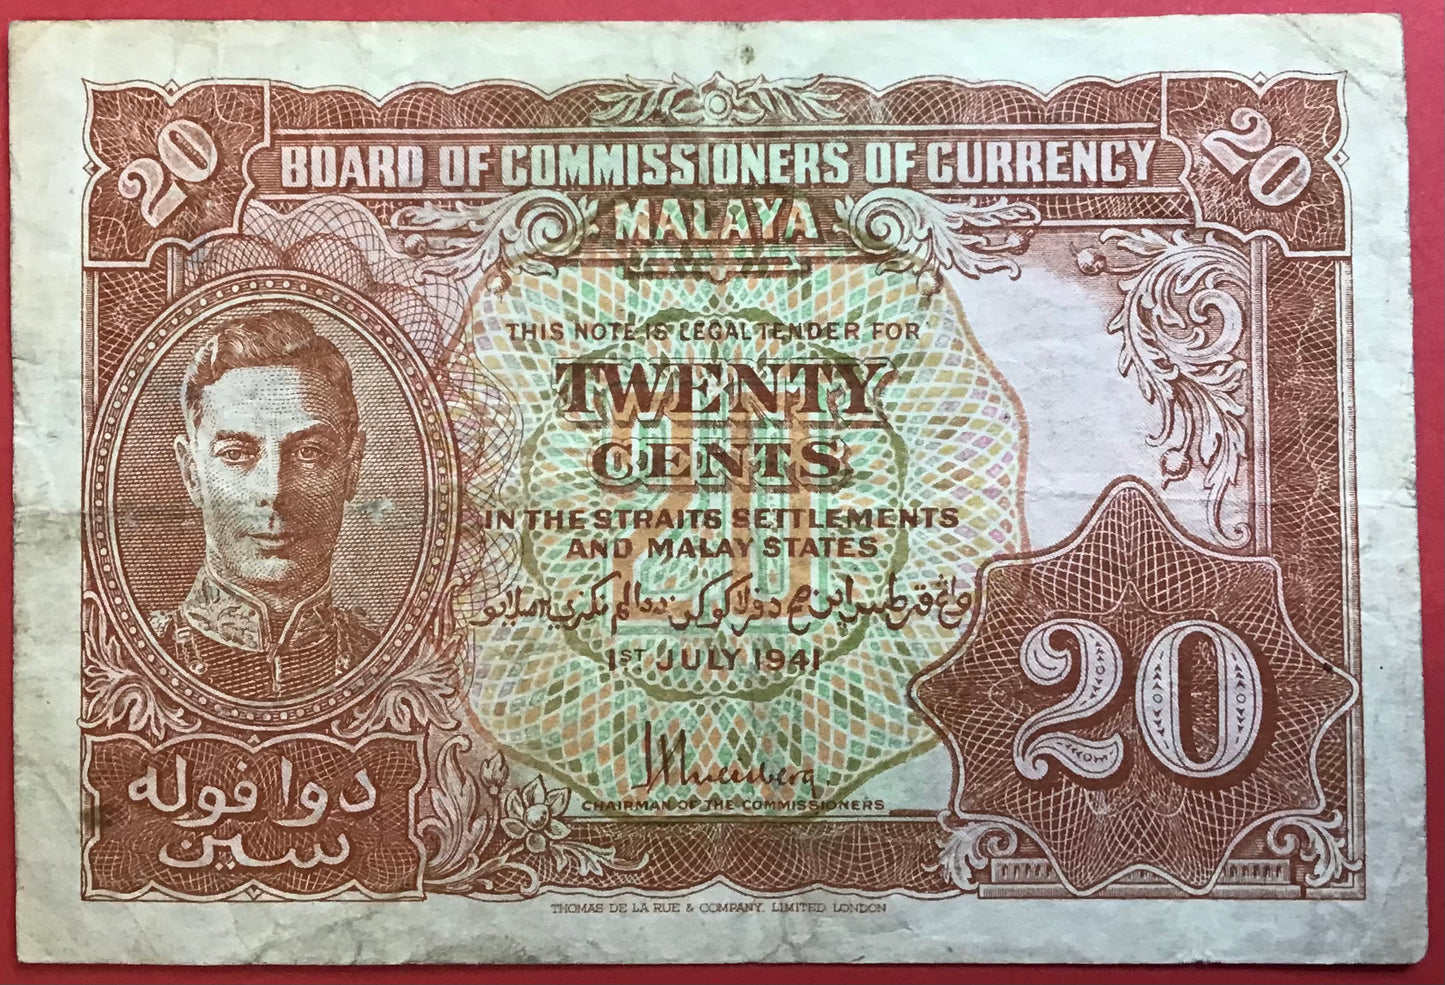 20
20
BOARD OF COMMISSIONERS OF CURRENCY
MALAYA
THIS NOTE IS LEGAL TENDER FOR
TWENTY
CENTS
20
IN THE STRAITS SETTLEMENTS
AND MALAY STATES
1ST JULY 1941
20
دوا فوله
سين
CHAIRMAN OF THE COMMISSIONERS
THOMAS DE LA RUE & COMPANY, LIMITED LONDON